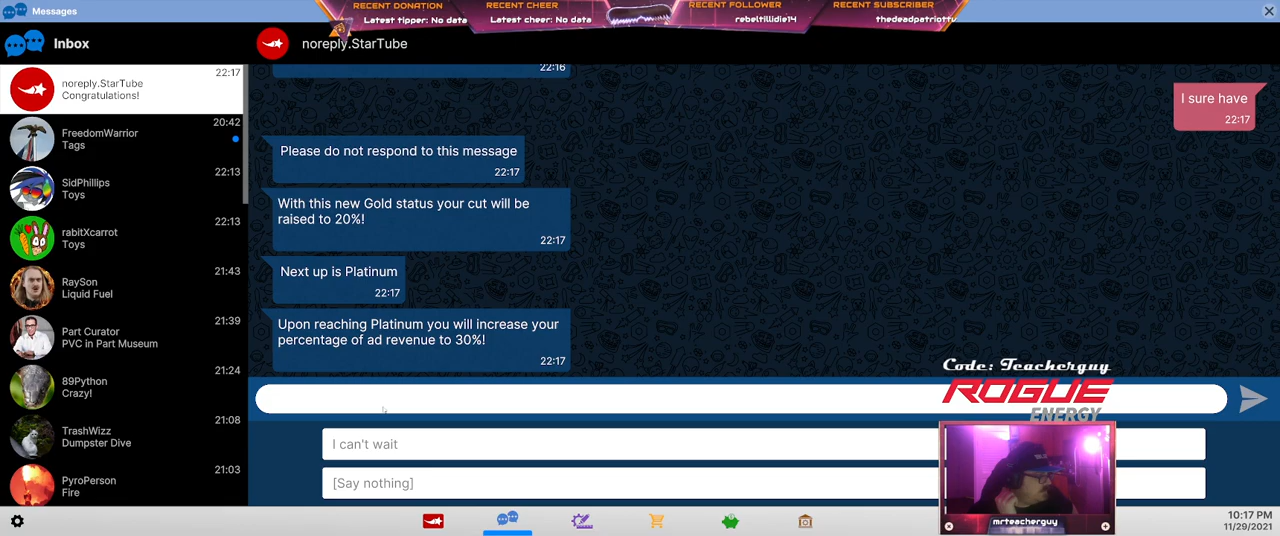 Messages
RECENT DONATION
Latest tipper: No data
RECENT CHEER
Latest cheer: No data
RECENT FOLLOWER
rebeltillidie14
RECENT SUBSCRIBER
thedeadpatriotty
Inbox
noreply.StarTube
noreply.StarTube
Congratulations!
22:17
FreedomWarrior
Tags
20:42
SidPhillips
Toys
22:13
rabitXcarrot
Toys
22:13
RaySon
Liquid Fuel
21:43
Part Curator
PVC in Part Museum
21:39
89Python
Crazy!
21:24
TrashWizz
Dumpster Dive
21:08
PyroPerson
Fire
21:03
22:16
I sure have
22:17
Please do not respond to this message
22:17
With this new Gold status your cut will be
raised to 20%!
22:17
Next up is Platinum
22:17
Upon reaching Platinum you will increase your
percentage of ad revenue to 30%!
22:17
Code: Teacherguy
ROGUE
ENERGY
I can't wait
[Say nothing]
mrteacherguy
10:17 PM
11/29/2021